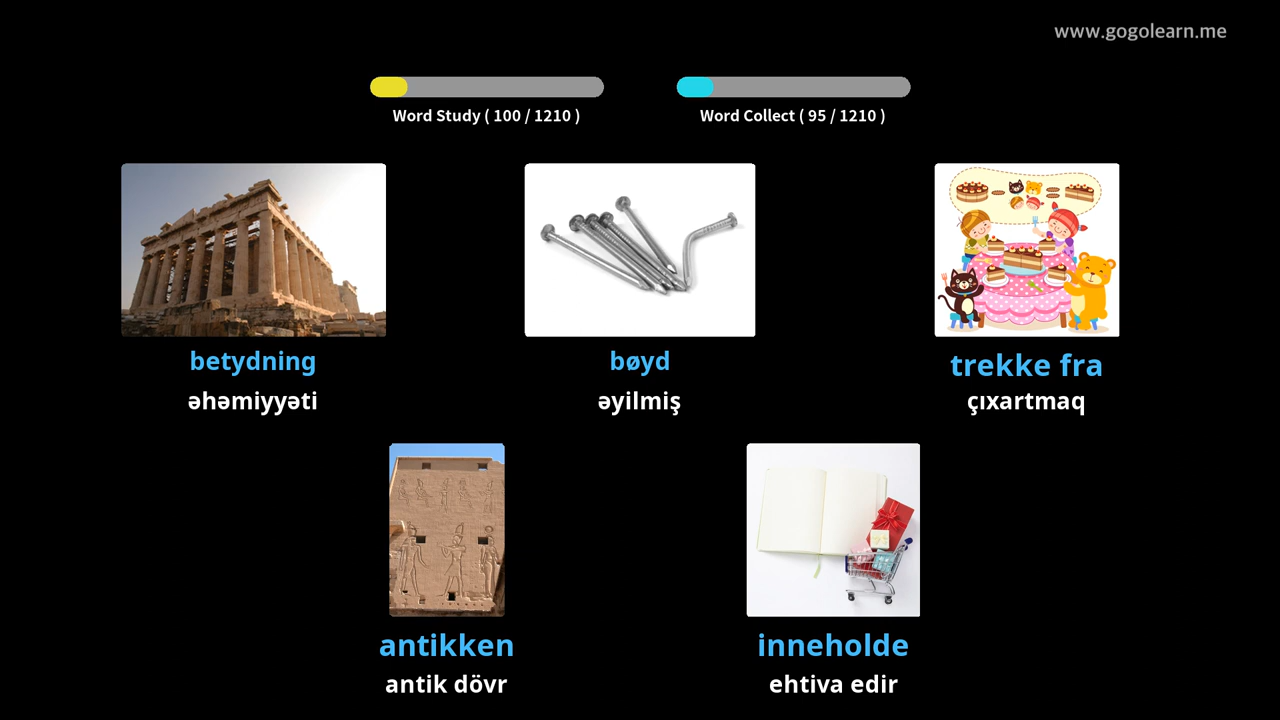 www.gogolearn.me
Word Study ( 100 / 1210 )
Word Collect ( 95 / 1210 )
betydning
əhəmiyyəti
bøyd
əyilmiş
trekke fra
çıxartmaq
antikken
antik dövr
inneholde
ehtiva edir